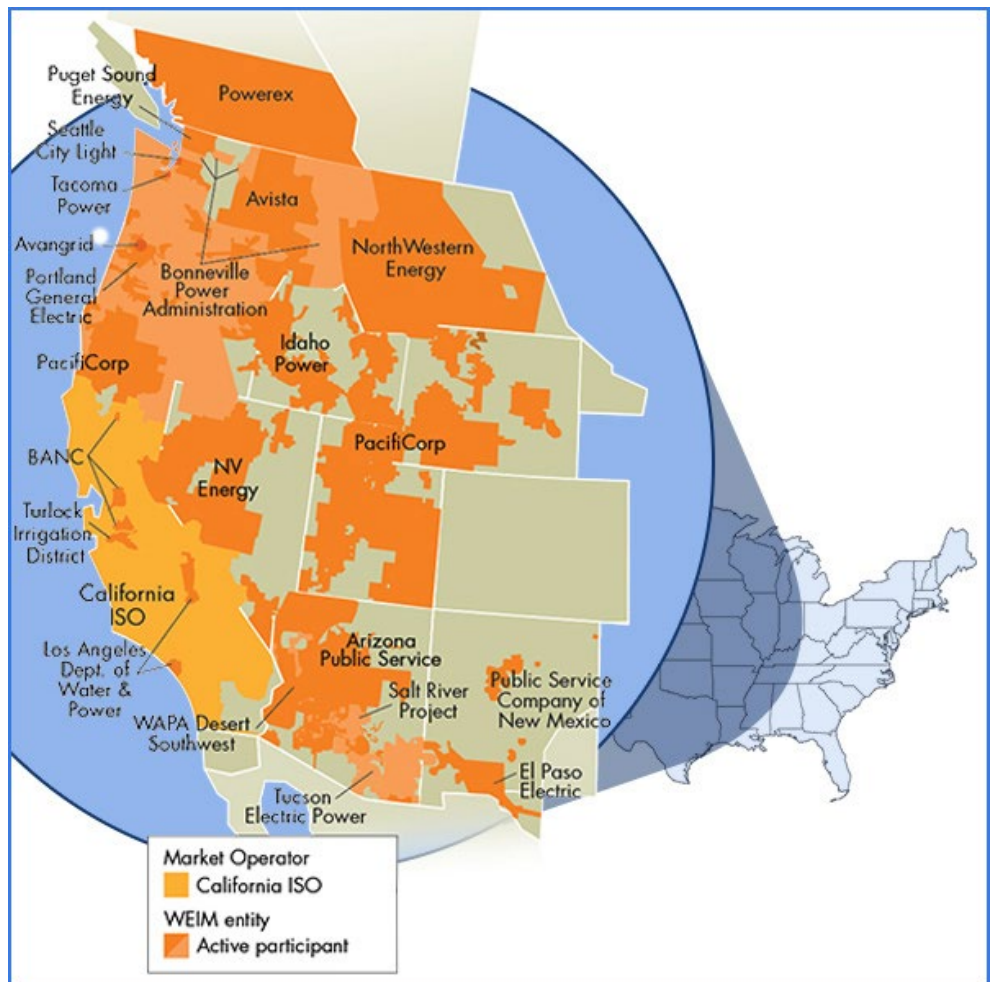 Powerex
Puget Sound
Energy
Seattle
City Light
Tacoma
Power
Avista
Avangrid
NorthWestern
Energy
Portland
General
Electric
Bonneville
Power
Administration
Idaho
Power
PacifiCorp
PacifiCorp
BANC
NV
Energy
Turlock
Irrigation
District
California
ISO
Los Angeles
Dept. of
Water &
Power
Arizona
Public Service
Salt River
Project
Public Service
Company of
New Mexico
WAPA Desert
Southwest
El Paso
Electric
Tucson
Electric Power
Market Operator
California ISO
WEIM entity
Active participant